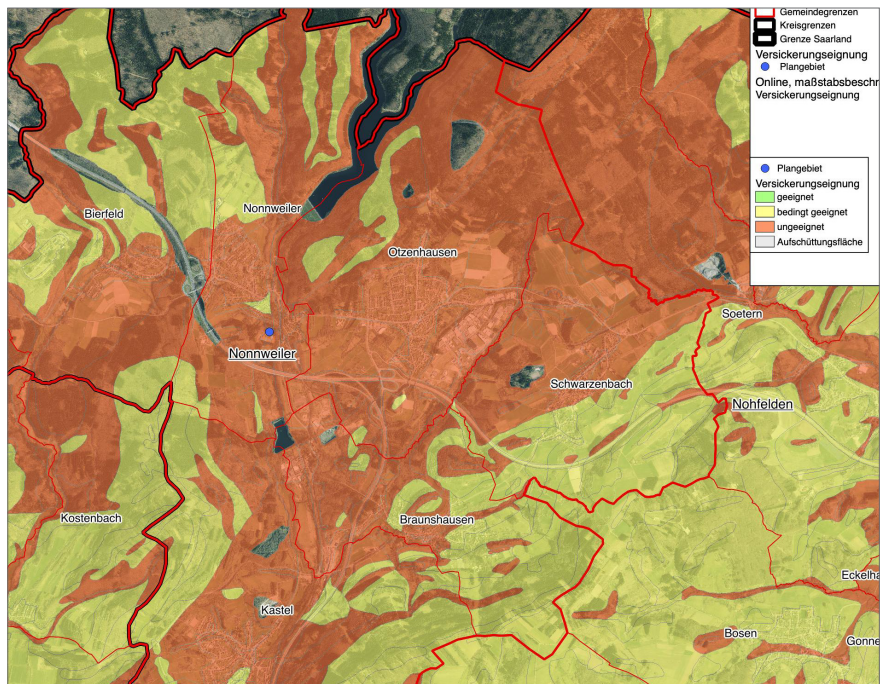 Gemeindegrenzen
Kreisgrenzen
Grenze Saarland
Versickerungseignung
Plangebiet
Online, maßstabsbeschr
Versickerungseignung
Plangebiet
Versickerungseignung
geeignet
bedingt geeignet
ungeeignet
Aufschüttungsfläche
Bierfeld
Nonnweiler
Otzenhausen
Soetern
Nonnweiler
Schwarzenbach
Nohfelden
Kostenbach
Braunshausen
Eckelha
Kastel
Bosen
Gonne